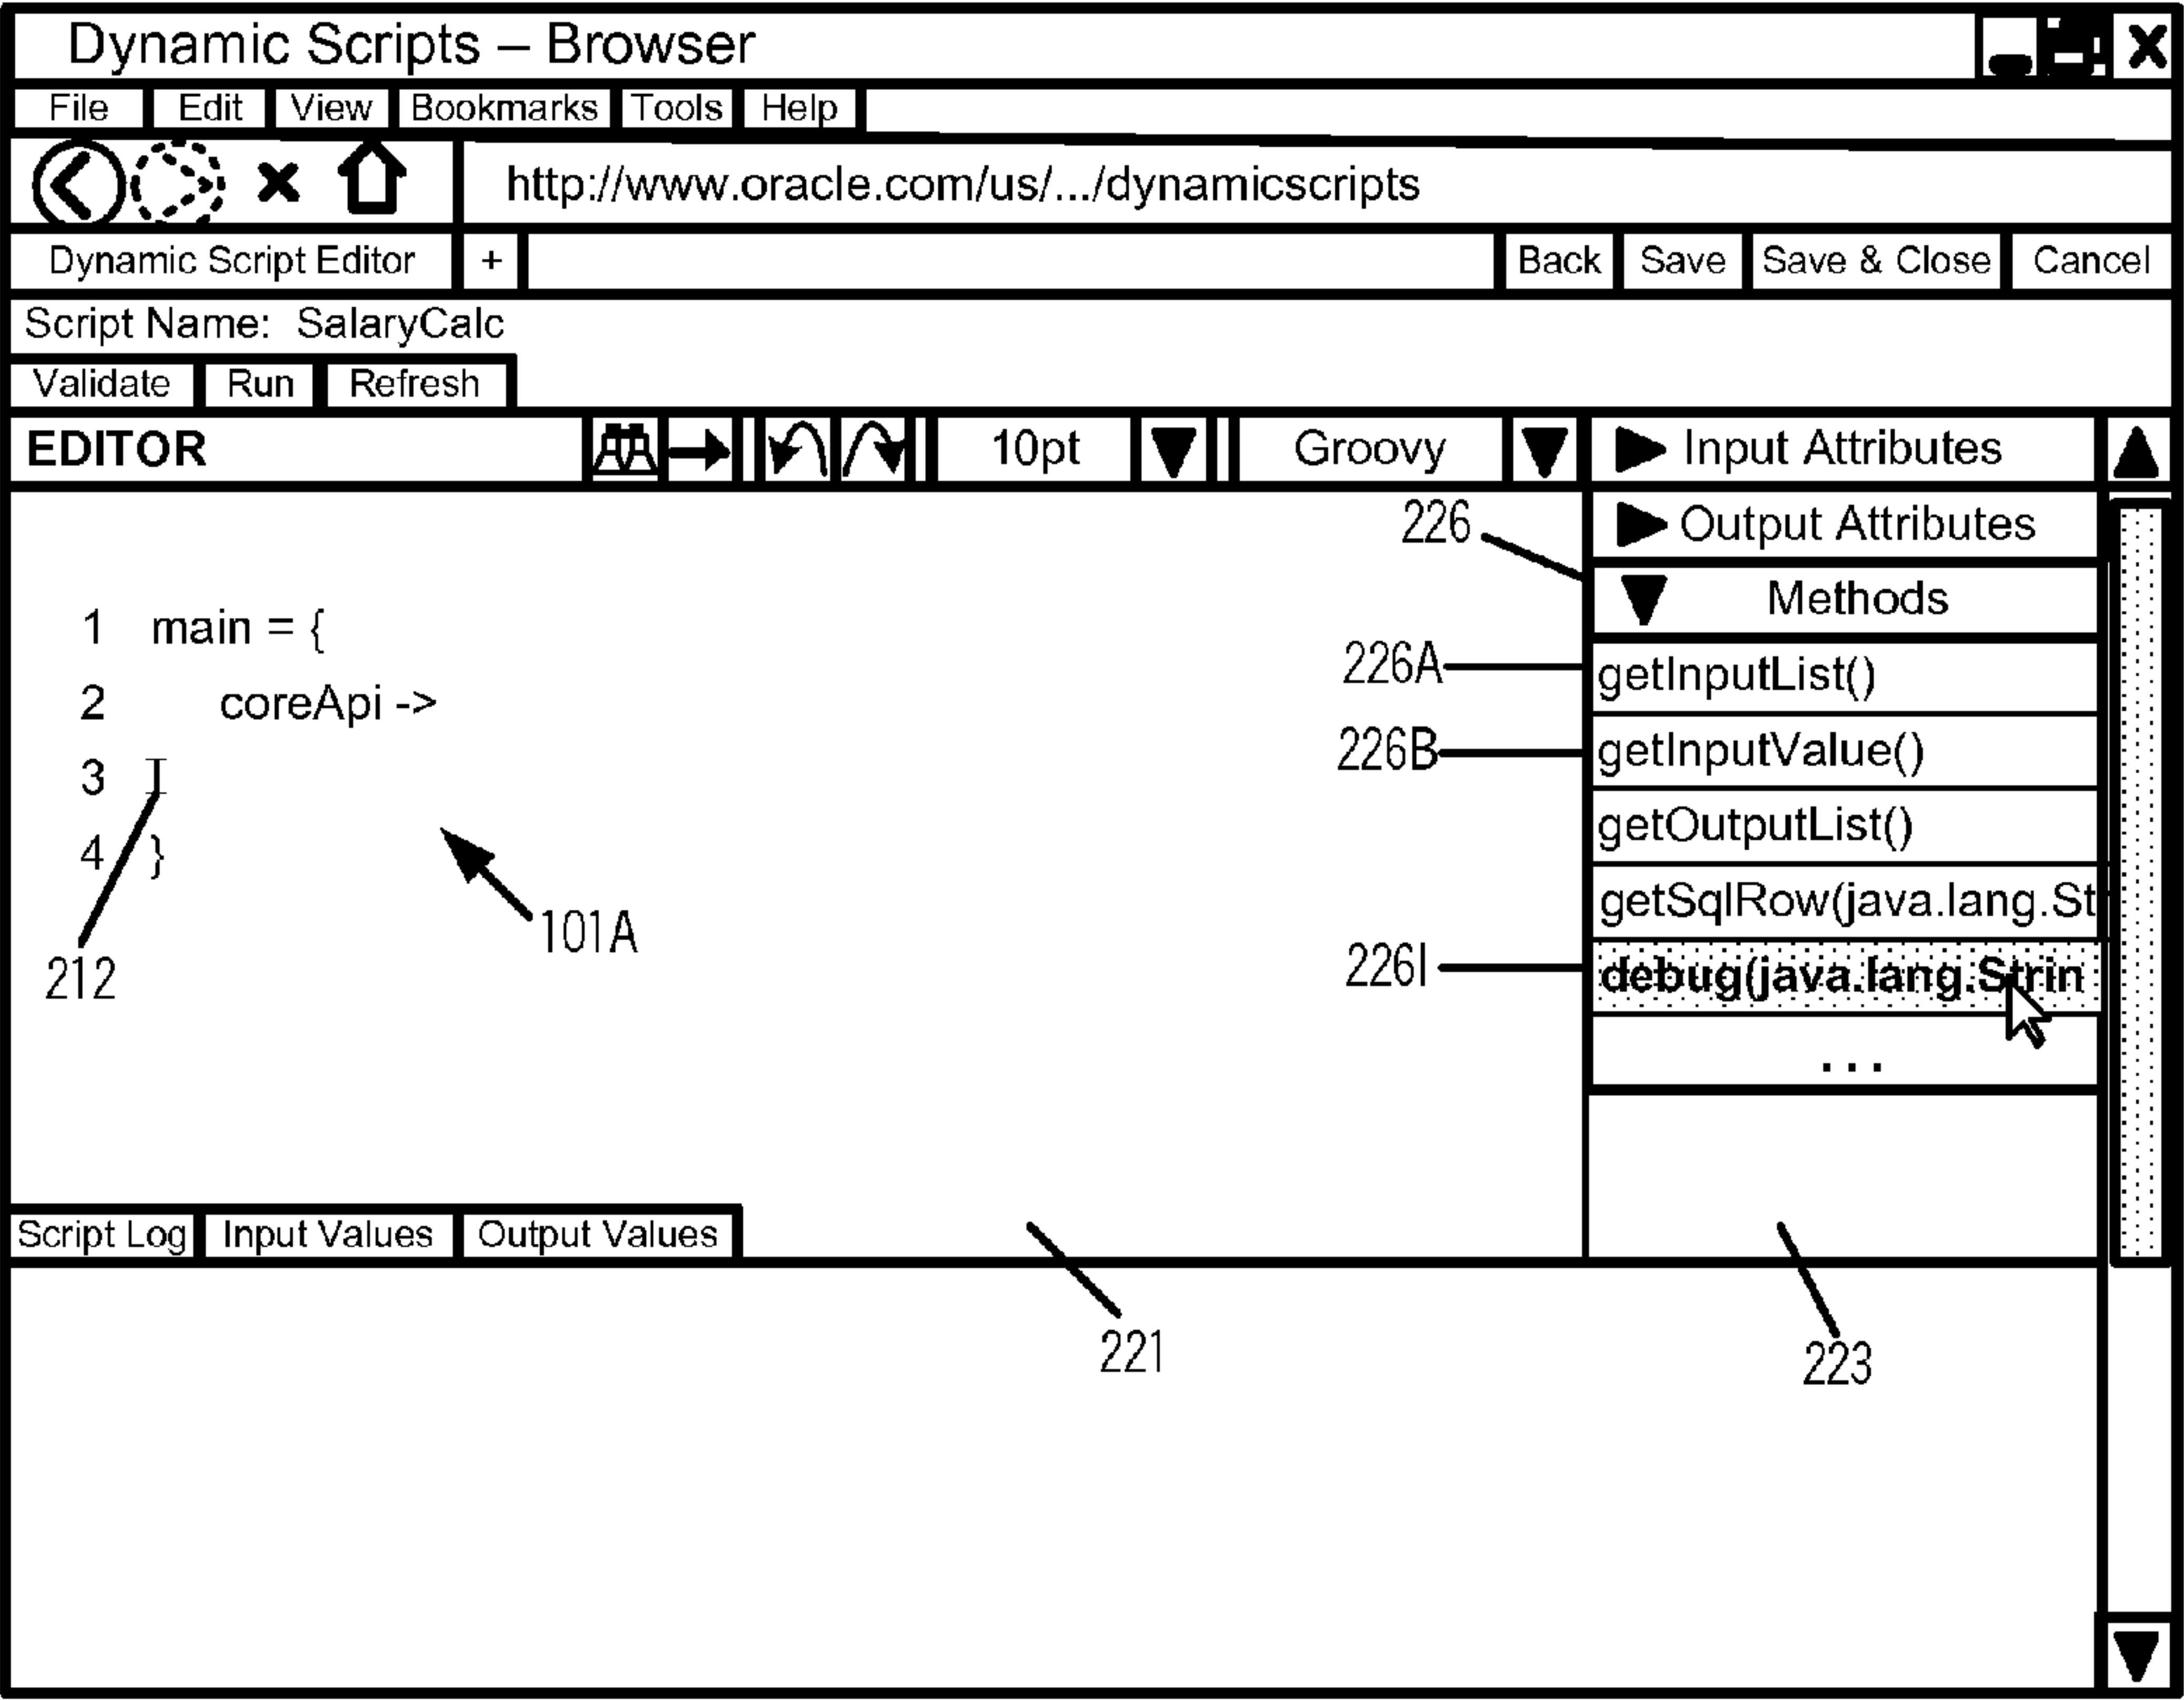 Dynamic Scripts – Browser
File Edit View Bookmarks Tools Help
http://www.oracle.com/us/.../dynamicscripts
Dynamic Script Editor + Back Save Save & Close Cancel
Script Name: SalaryCalc
Validate Run Refresh
EDITOR 10pt Groovy Input Attributes
226 Output Attributes
Methods
1 main = {
226A getInputList()
2 coreApi ->
226B getInputValue()
3
getOutputList()
4 }
101A getSqlRow(java.lang.St
212 226I debug(java.lang.Strin
...
Script Log Input Values Output Values
221 223